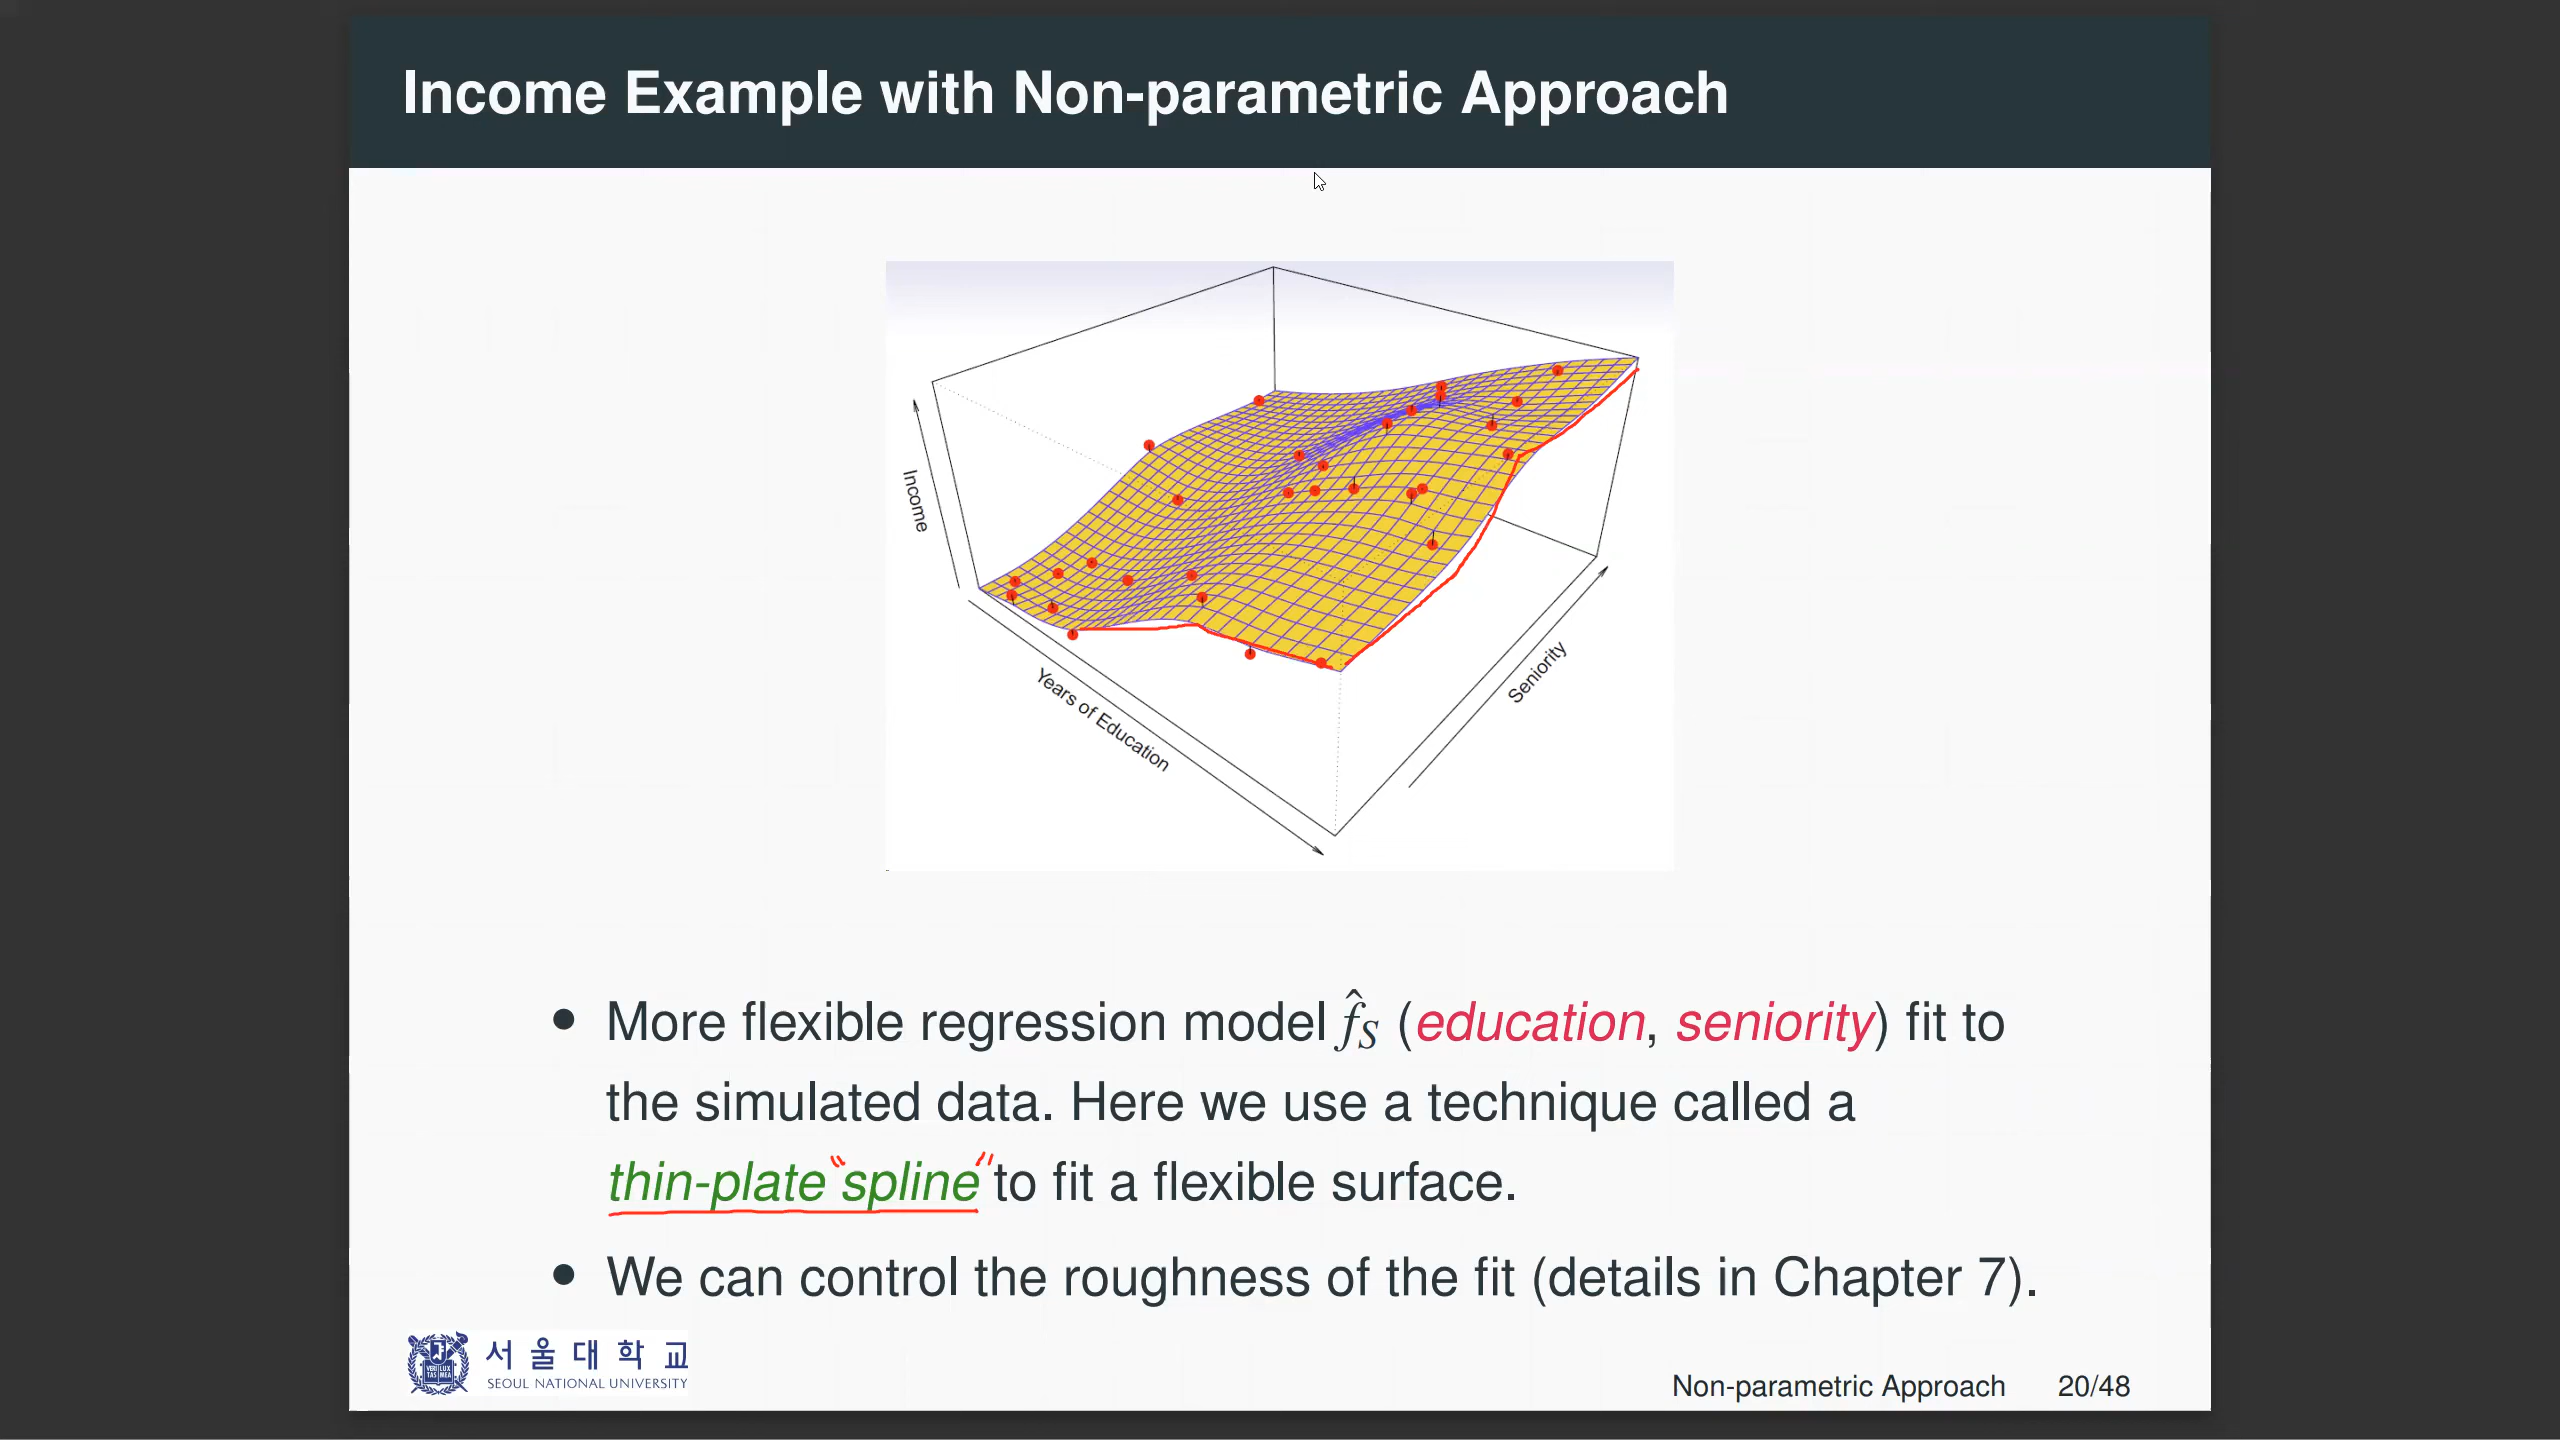 Income Example with Non-parametric Approach
Income
Years of Education
Seniority
More flexible regression model f̂S (education, seniority) fit to
the simulated data. Here we use a technique called a
thin-plate “spline” to fit a flexible surface.
We can control the roughness of the fit (details in Chapter 7).
서울대학교
SEOUL NATIONAL UNIVERSITY
Non-parametric Approach 20/48